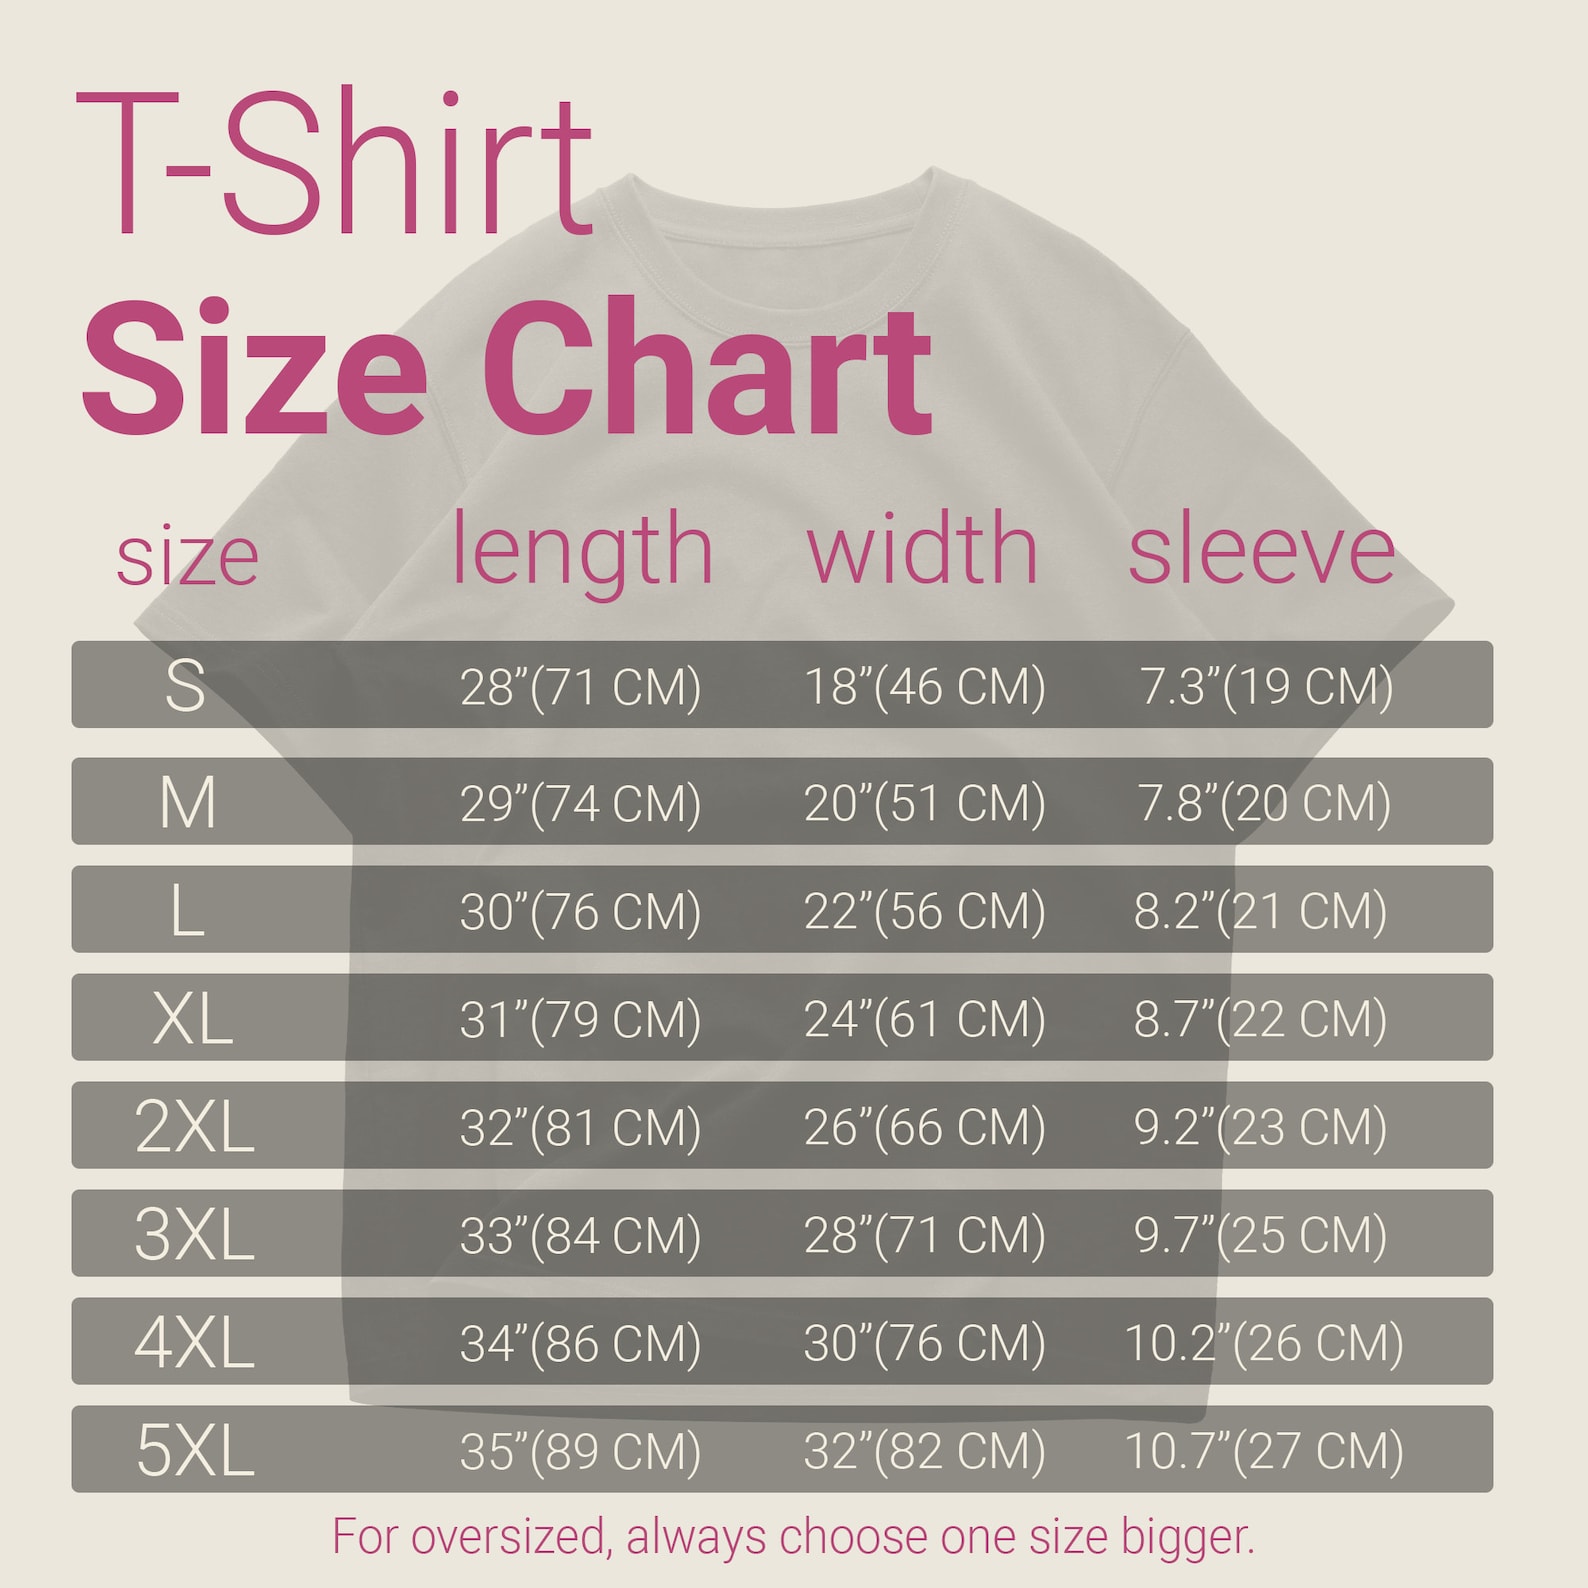 T-Shirt
Size Chart
size length width sleeve
S 28”(71 CM) 18”(46 CM) 7.3”(19 CM)
M 29”(74 CM) 20”(51 CM) 7.8”(20 CM)
L 30”(76 CM) 22”(56 CM) 8.2”(21 CM)
XL 31”(79 CM) 24”(61 CM) 8.7”(22 CM)
2XL 32”(81 CM) 26”(66 CM) 9.2”(23 CM)
3XL 33”(84 CM) 28”(71 CM) 9.7”(25 CM)
4XL 34”(86 CM) 30”(76 CM) 10.2”(26 CM)
5XL 35”(89 CM) 32”(82 CM) 10.7”(27 CM)
For oversized, always choose one size bigger.